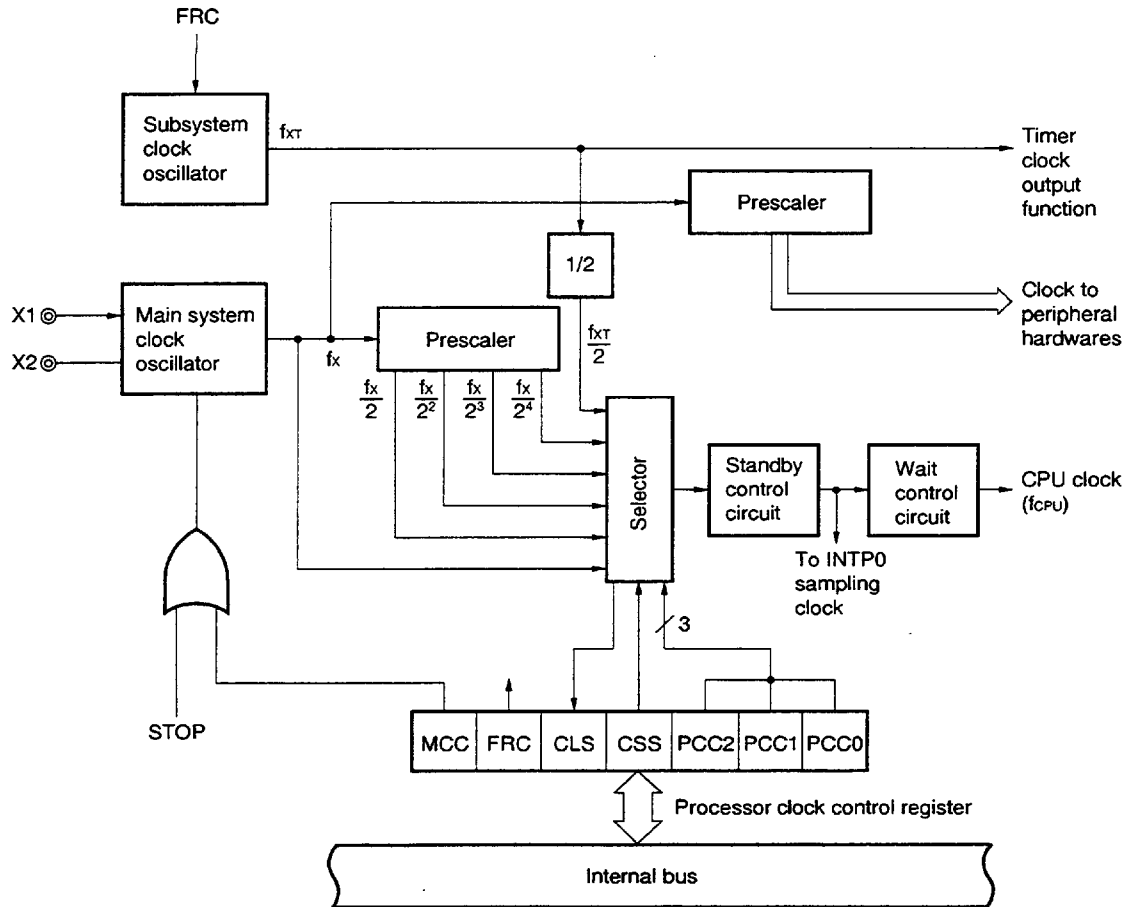 FRC
Subsystem
clock
oscillator
fXT
Timer
clock
output
function
Prescaler
1/2
X1
X2
Main system
clock
oscillator
fX
Prescaler
fXT/2
Clock to
peripheral
hardwares
fX/2 fX/2² fX/2³ fX/2⁴
Selector
Standby
control
circuit
Wait
control
circuit
CPU clock
(fCPU)
To INTP0
sampling
clock
3
STOP
MCC FRC CLS CSS PCC2 PCC1 PCC0
Processor clock control register
Internal bus